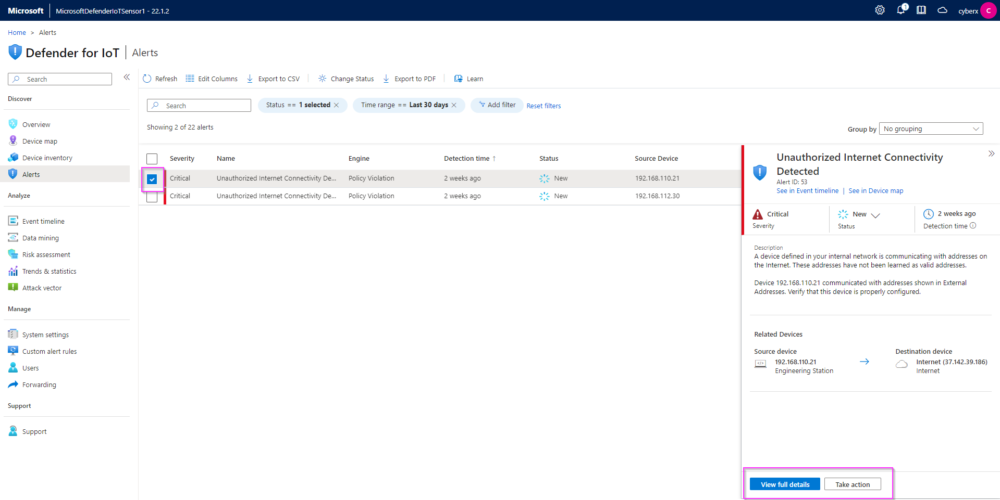 Microsoft MicrosoftDefenderIoTSensor1 - 22.1.2 1 cyberx C
Home > Alerts
Defender for IoT Alerts
Search
Discover
Overview
Device map
Device inventory
Alerts
Analyze
Event timeline
Data mining
Risk assessment
Trends & statistics
Attack vector
Manage
System settings
Custom alert rules
Users
Forwarding
Support
Support
Refresh Edit Columns Export to CSV Change Status Export to PDF Learn
Search Status == 1 selected Time range == Last 30 days Add filter Reset filters
Showing 2 of 22 alerts
Group by No grouping
Severity Name Engine Detection time ↑ Status Source Device
Critical Unauthorized Internet Connectivity De... Policy Violation 2 weeks ago New 192.168.110.21
Critical Unauthorized Internet Connectivity De... Policy Violation 2 weeks ago New 192.168.112.30
Unauthorized Internet Connectivity
Detected
Alert ID: 53
See in Event timeline | See in Device map
Critical New 2 weeks ago
Severity Status Detection time
Description
A device defined in your internal network is communicating with addresses on
the Internet. These addresses have not been learned as valid addresses.
Device 192.168.110.21 communicated with addresses shown in External
Addresses. Verify that this device is properly configured.
Related Devices
Source device Destination device
192.168.110.21 → Internet (37.142.39.186)
Engineering Station Internet
View full details Take action